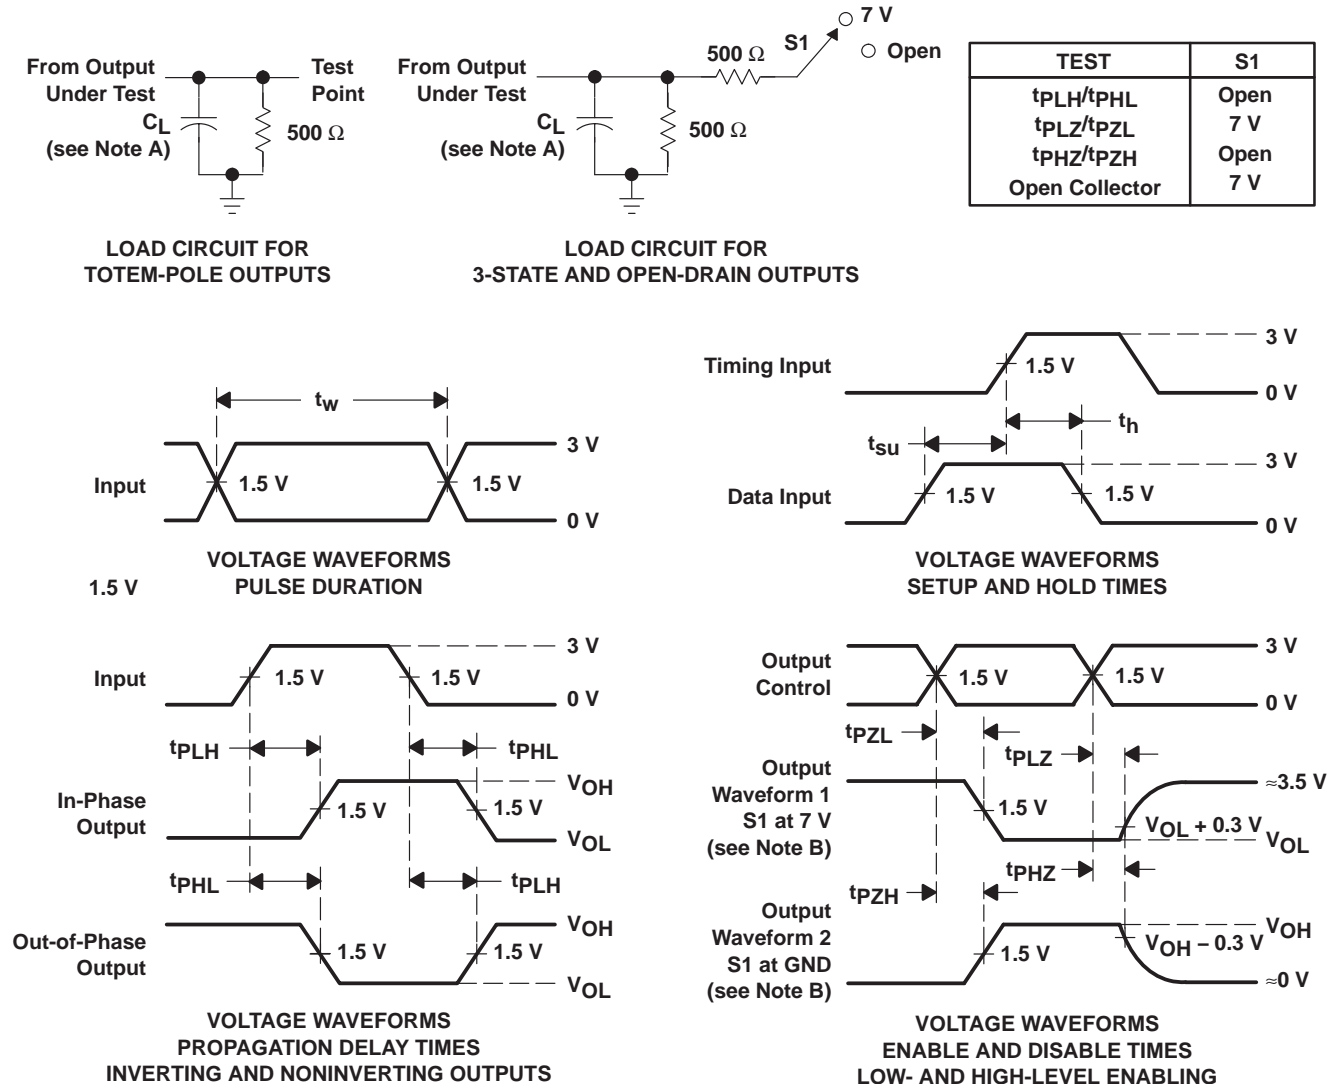 From Output
Under Test
Test
Point
CL
(see Note A)
500 Ω
LOAD CIRCUIT FOR
TOTEM-POLE OUTPUTS
From Output
Under Test
CL
(see Note A)
500 Ω
500 Ω
S1
7 V
Open
LOAD CIRCUIT FOR
3-STATE AND OPEN-DRAIN OUTPUTS
TEST S1
tPLH/tPHL Open
tPLZ/tPZL 7 V
tPHZ/tPZH Open
Open Collector 7 V
Input
tw
1.5 V
1.5 V
3 V
0 V
VOLTAGE WAVEFORMS
PULSE DURATION
1.5 V
Timing Input
1.5 V
3 V
0 V
tsu
th
Data Input
1.5 V
1.5 V
3 V
0 V
VOLTAGE WAVEFORMS
SETUP AND HOLD TIMES
Input
1.5 V
1.5 V
3 V
0 V
tPLH
tPHL
In-Phase
Output
1.5 V
1.5 V
VOH
VOL
tPHL
tPLH
Out-of-Phase
Output
1.5 V
1.5 V
VOH
VOL
VOLTAGE WAVEFORMS
PROPAGATION DELAY TIMES
INVERTING AND NONINVERTING OUTPUTS
Output
Control
1.5 V
1.5 V
3 V
0 V
tPZL
tPLZ
Output
Waveform 1
S1 at 7 V
(see Note B)
1.5 V
≈3.5 V
VOL + 0.3 V
VOL
tPZH
tPHZ
Output
Waveform 2
S1 at GND
(see Note B)
1.5 V
VOH
VOH − 0.3 V
≈0 V
VOLTAGE WAVEFORMS
ENABLE AND DISABLE TIMES
LOW- AND HIGH-LEVEL ENABLING